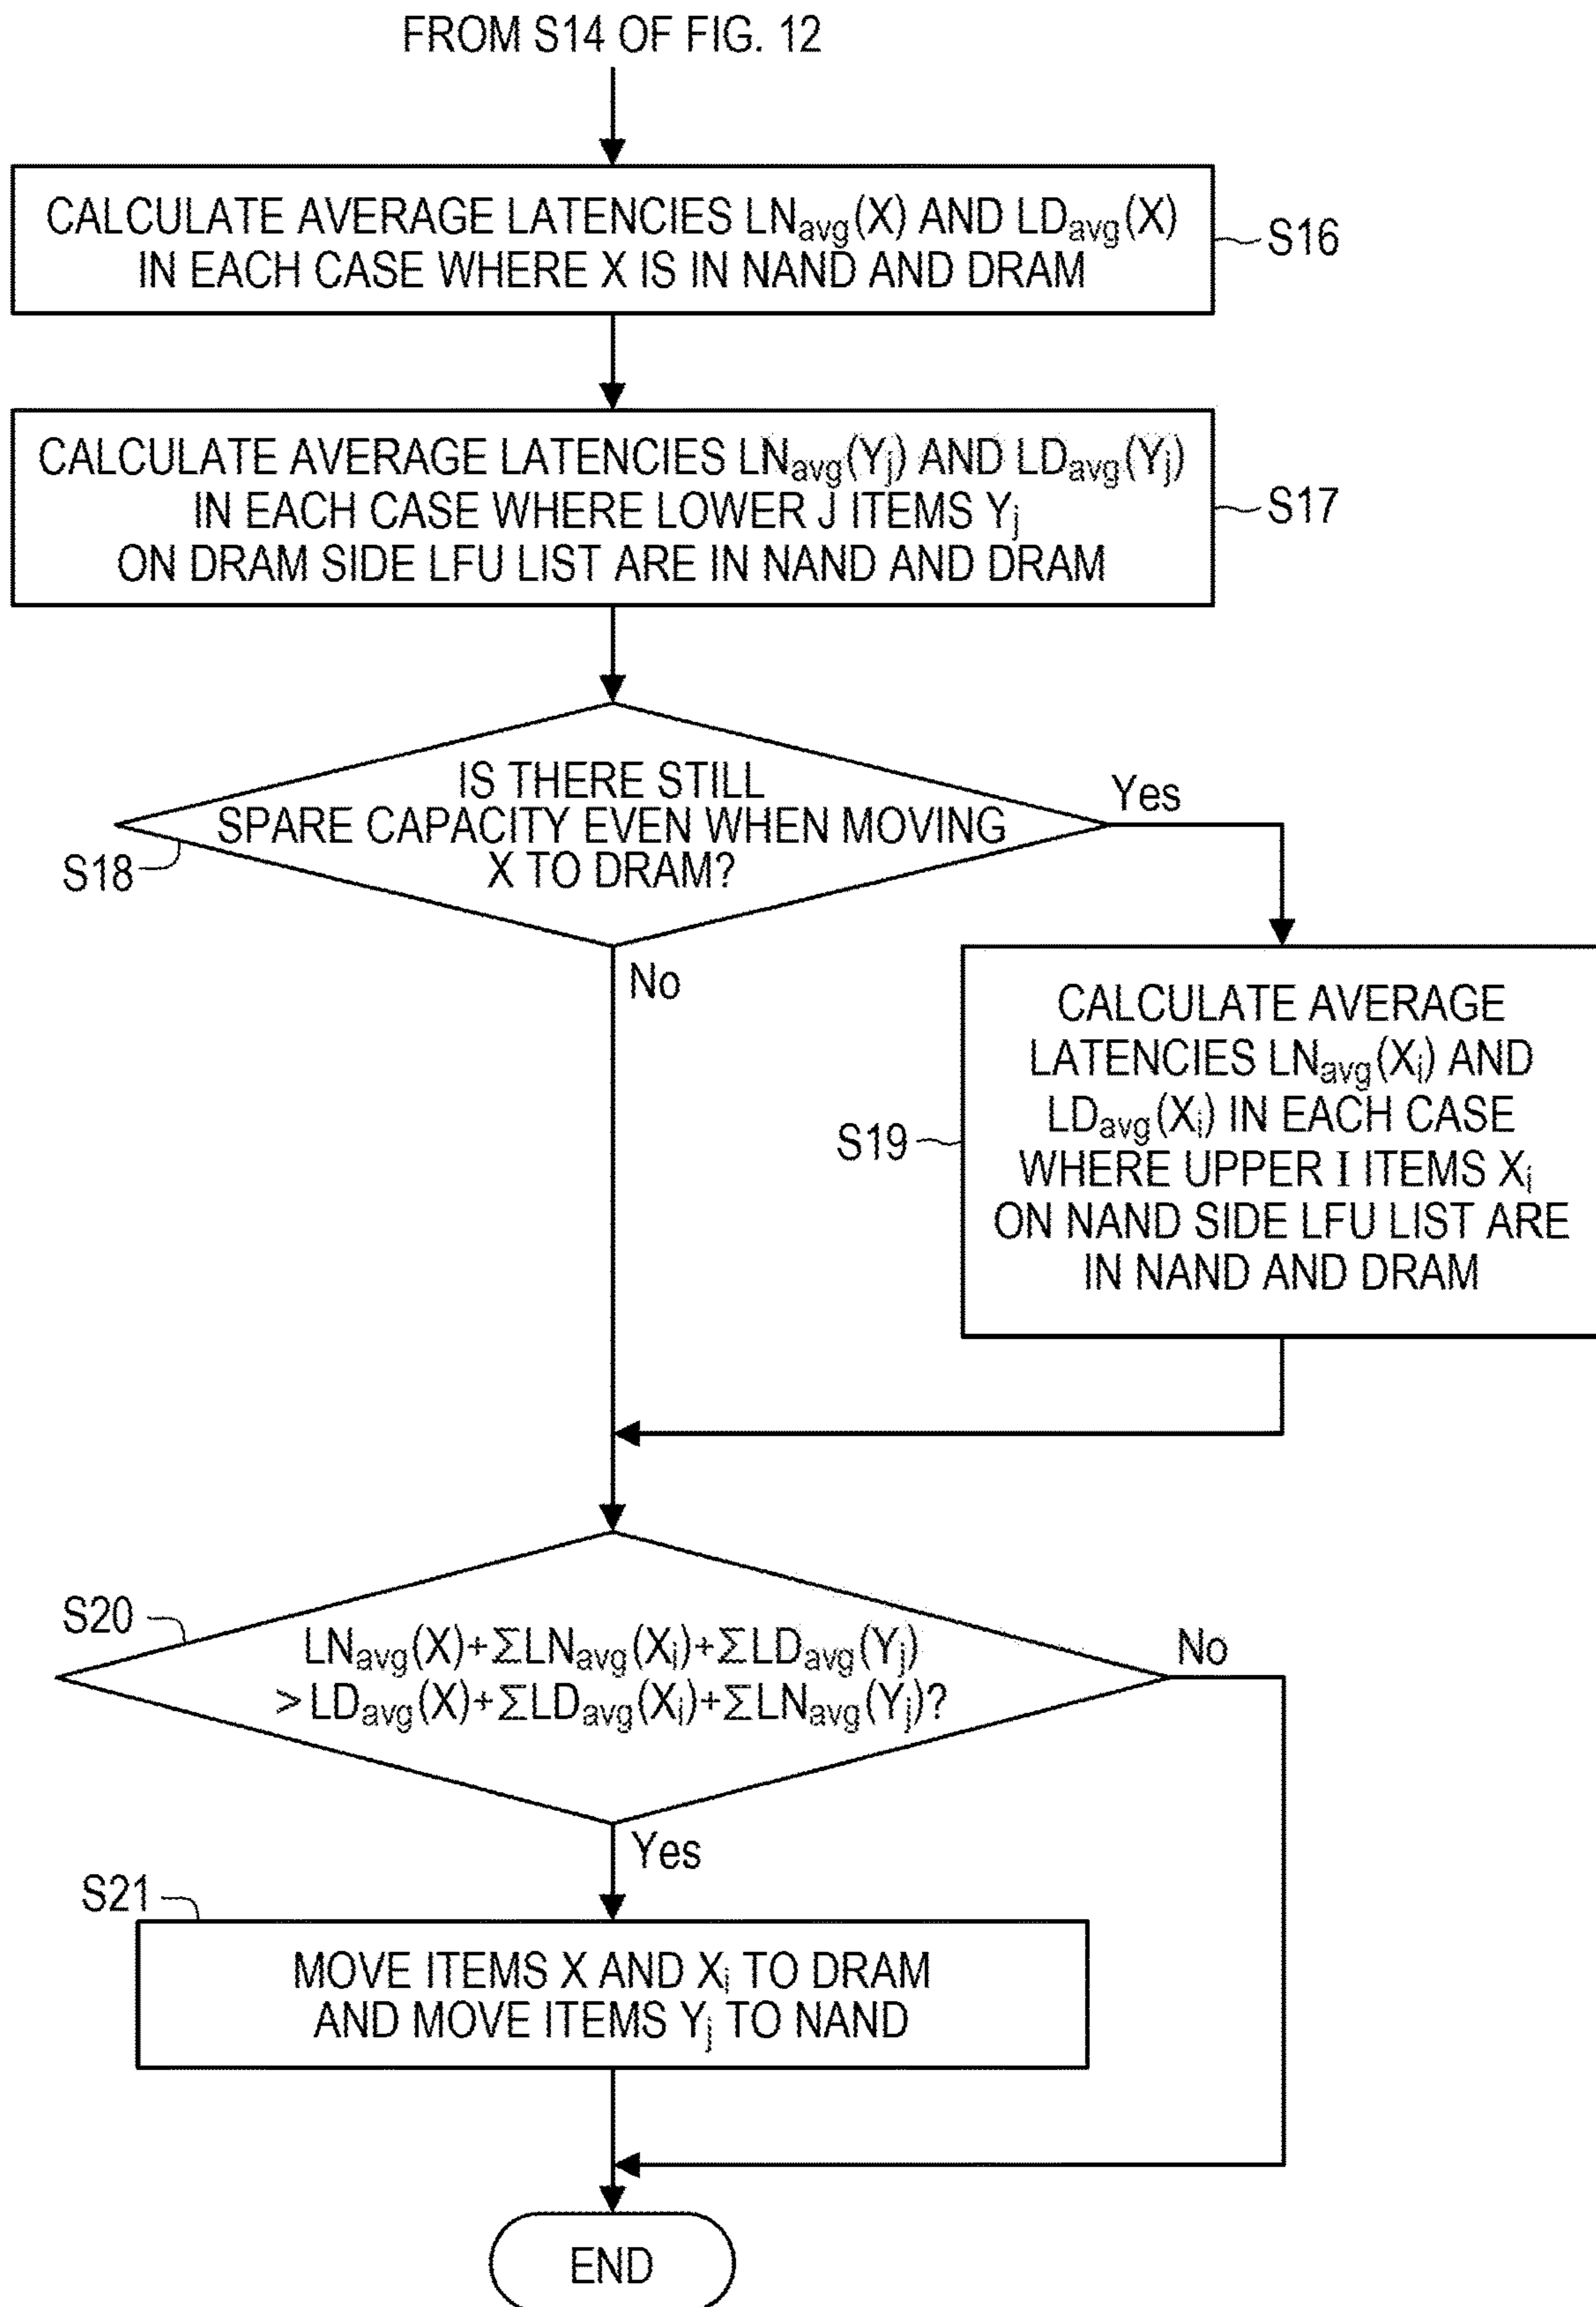 FROM S14 OF FIG. 12
CALCULATE AVERAGE LATENCIES LNavg(X) AND LDavg(X)
IN EACH CASE WHERE X IS IN NAND AND DRAM
S16
CALCULATE AVERAGE LATENCIES LNavg(Yj) AND LDavg(Yj)
IN EACH CASE WHERE LOWER J ITEMS Yj
ON DRAM SIDE LFU LIST ARE IN NAND AND DRAM
S17
IS THERE STILL
SPARE CAPACITY EVEN WHEN MOVING
X TO DRAM?
S18
Yes
No
CALCULATE AVERAGE
LATENCIES LNavg(Xi) AND
LDavg(Xi) IN EACH CASE
WHERE UPPER I ITEMS Xi
ON NAND SIDE LFU LIST ARE
IN NAND AND DRAM
S19
S20
LNavg(X)+ΣLNavg(Xi)+ΣLDavg(Yj)
> LDavg(X)+ΣLDavg(Xi)+ΣLNavg(Yj)?
No
Yes
S21
MOVE ITEMS X AND Xi TO DRAM
AND MOVE ITEMS Yj TO NAND
END